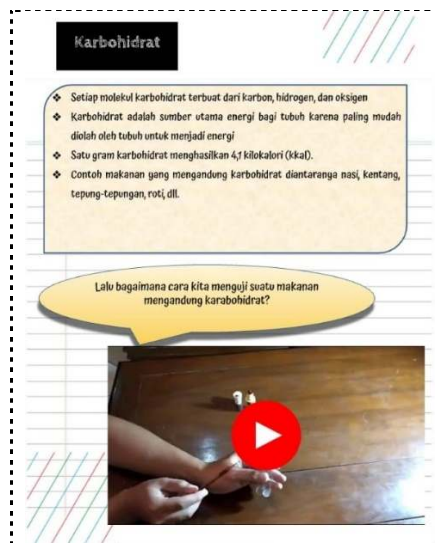 Karbohidrat
❖ Setiap molekul karbohidrat terbuat dari karbon, hidrogen, dan oksigen
❖ Karbohidrat adalah sumber utama energi bagi tubuh karena paling mudah
diolah oleh tubuh untuk menjadi energi
❖ Satu gram karbohidrat menghasilkan 4,1 kilokalori (kkal).
❖ Contoh makanan yang mengandung karbohidrat diantaranya nasi, kentang,
tepung-tepungan, roti, dll.
Lalu bagaimana cara kita menguji suatu makanan
mengandung karabohidrat?